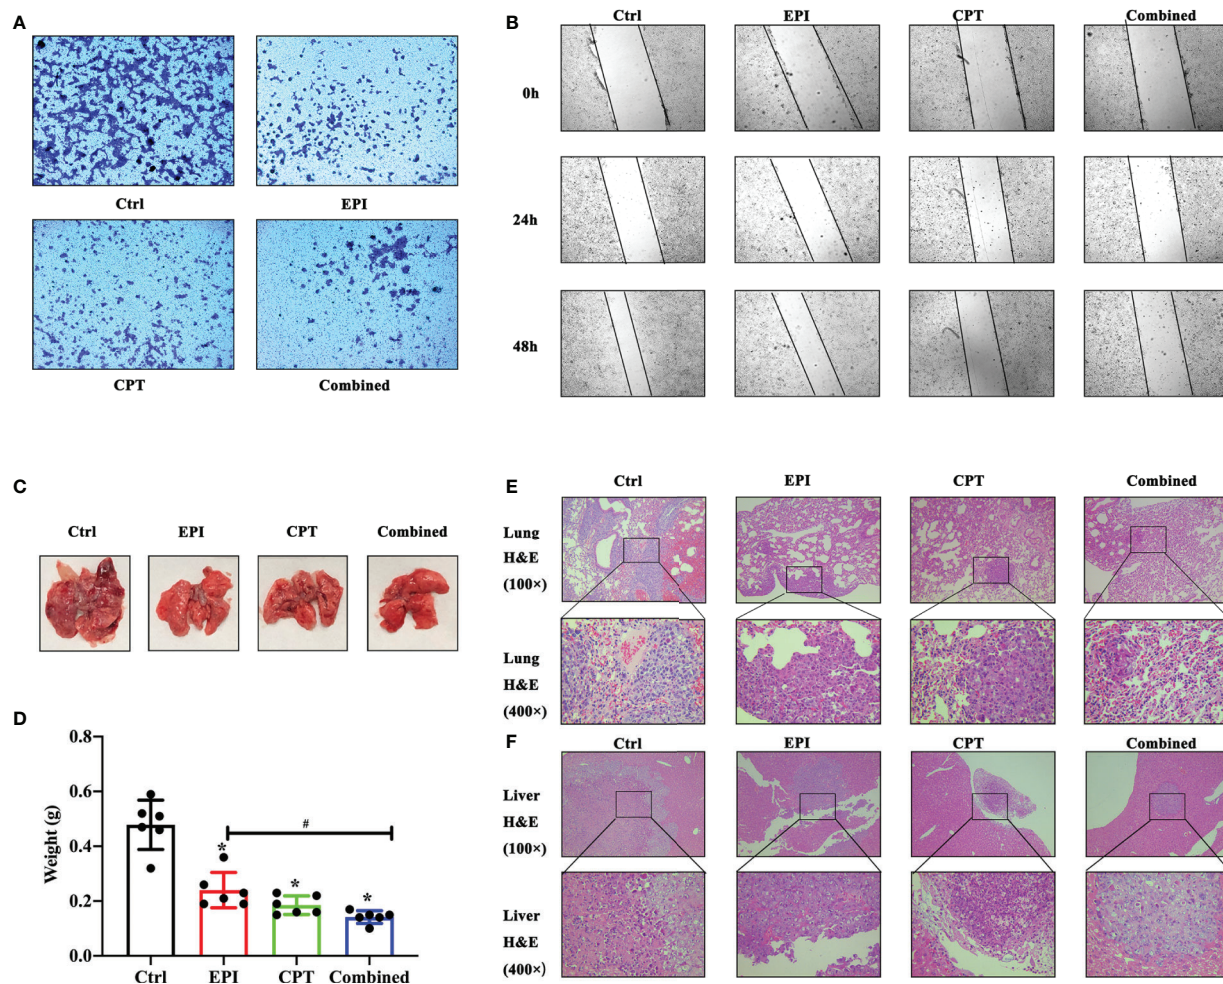 A
Ctrl EPI
CPT Combined
B
Ctrl EPI CPT Combined
0h
24h
48h
C
Ctrl EPI CPT Combined
D
Weight (g)
0.8
0.6
0.4
0.2
0.0
#
* * *
Ctrl EPI CPT Combined
E
Ctrl EPI CPT Combined
Lung
H&E
(100×)
Lung
H&E
(400×)
F
Ctrl EPI CPT Combined
Liver
H&E
(100×)
Liver
H&E
(400×)